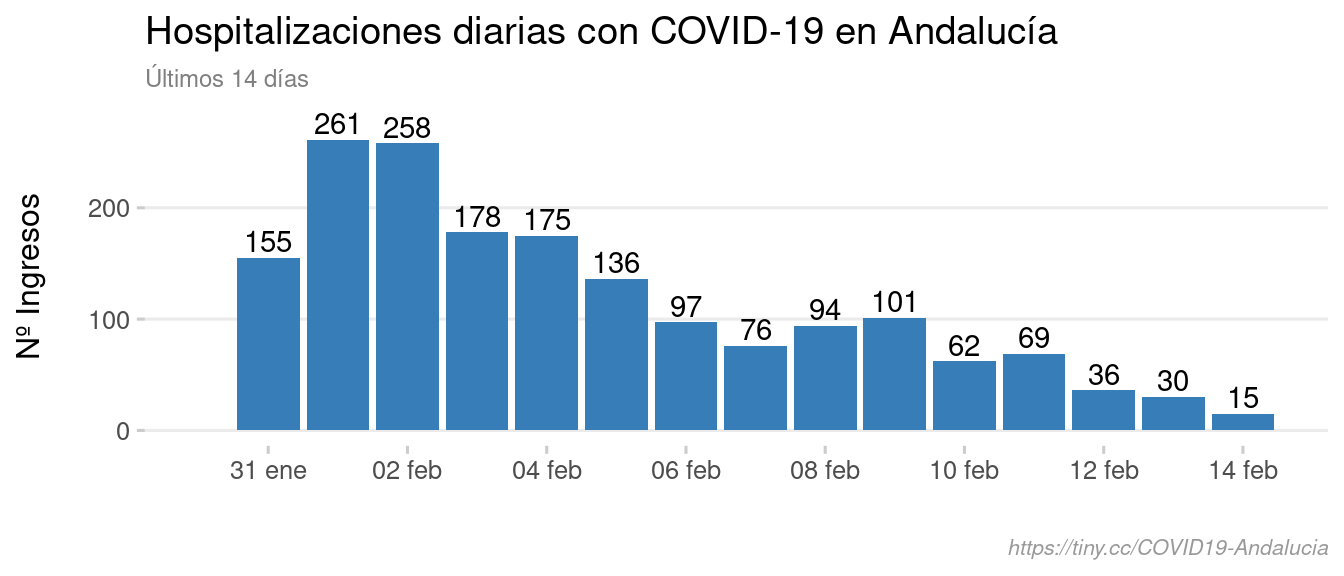 Hospitalizaciones diarias con COVID-19 en Andalucía
Últimos 14 días
Nº Ingresos
200
100
0
155
261
258
178
175
136
97
76
94
101
62
69
36
30
15
31 ene
02 feb
04 feb
06 feb
08 feb
10 feb
12 feb
14 feb
https://tiny.cc/COVID19-Andalucia